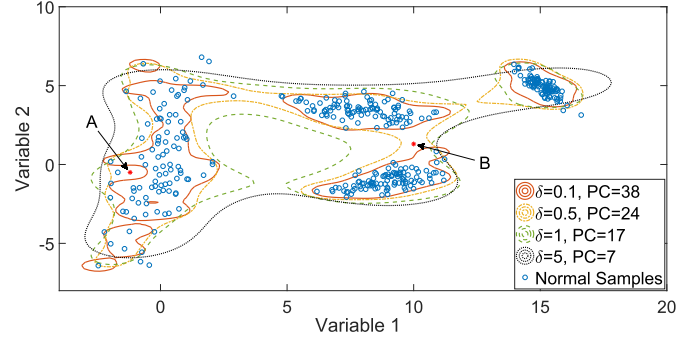 10
5
0
-5
Variable 2
A
B
δ=0.1, PC=38
δ=0.5, PC=24
δ=1, PC=17
δ=5, PC=7
Normal Samples
0 5 10 15 20
Variable 1